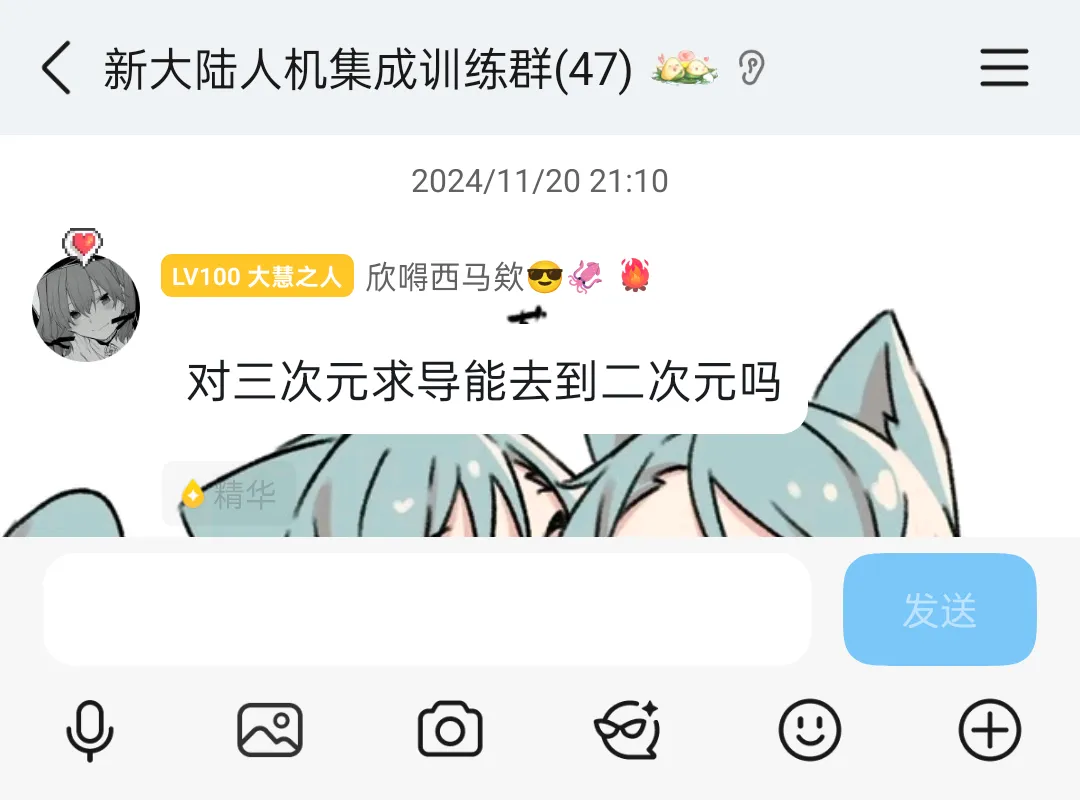 新大陆人机集成训练群(47)
2024/11/20 21:10
LV100 大慧之人 欣嘚西马欸😎🦑 🔥
对三次元求导能去到二次元吗
精华
发送